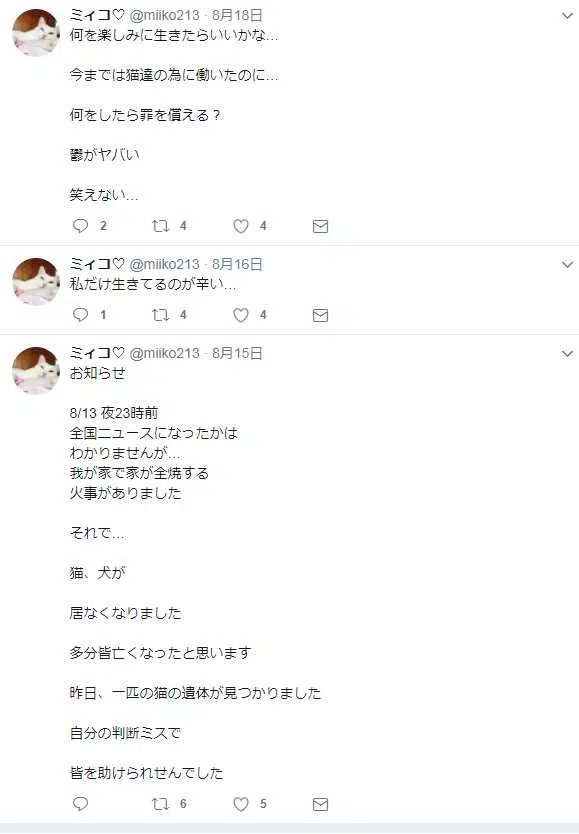 ミィコ♡ @miiko213 · 8月18日
何を楽しみに生きたらいいかな...
今までは猫達の為に働いたのに...
何をしたら罪を償える?
鬱がヤバい
笑えない...
2 4 4
ミィコ♡ @miiko213 · 8月16日
私だけ生きてるのが辛い...
1 4 4
ミィコ♡ @miiko213 · 8月15日
お知らせ
8/13 夜23時前
全国ニュースになったかは
わかりませんが...
我が家で家が全焼する
火事がありました
それで...
猫、犬が
居なくなりました
多分皆亡くなったと思います
昨日、一匹の猫の遺体が見つかりました
自分の判断ミスで
皆を助けられせんでした
6 5